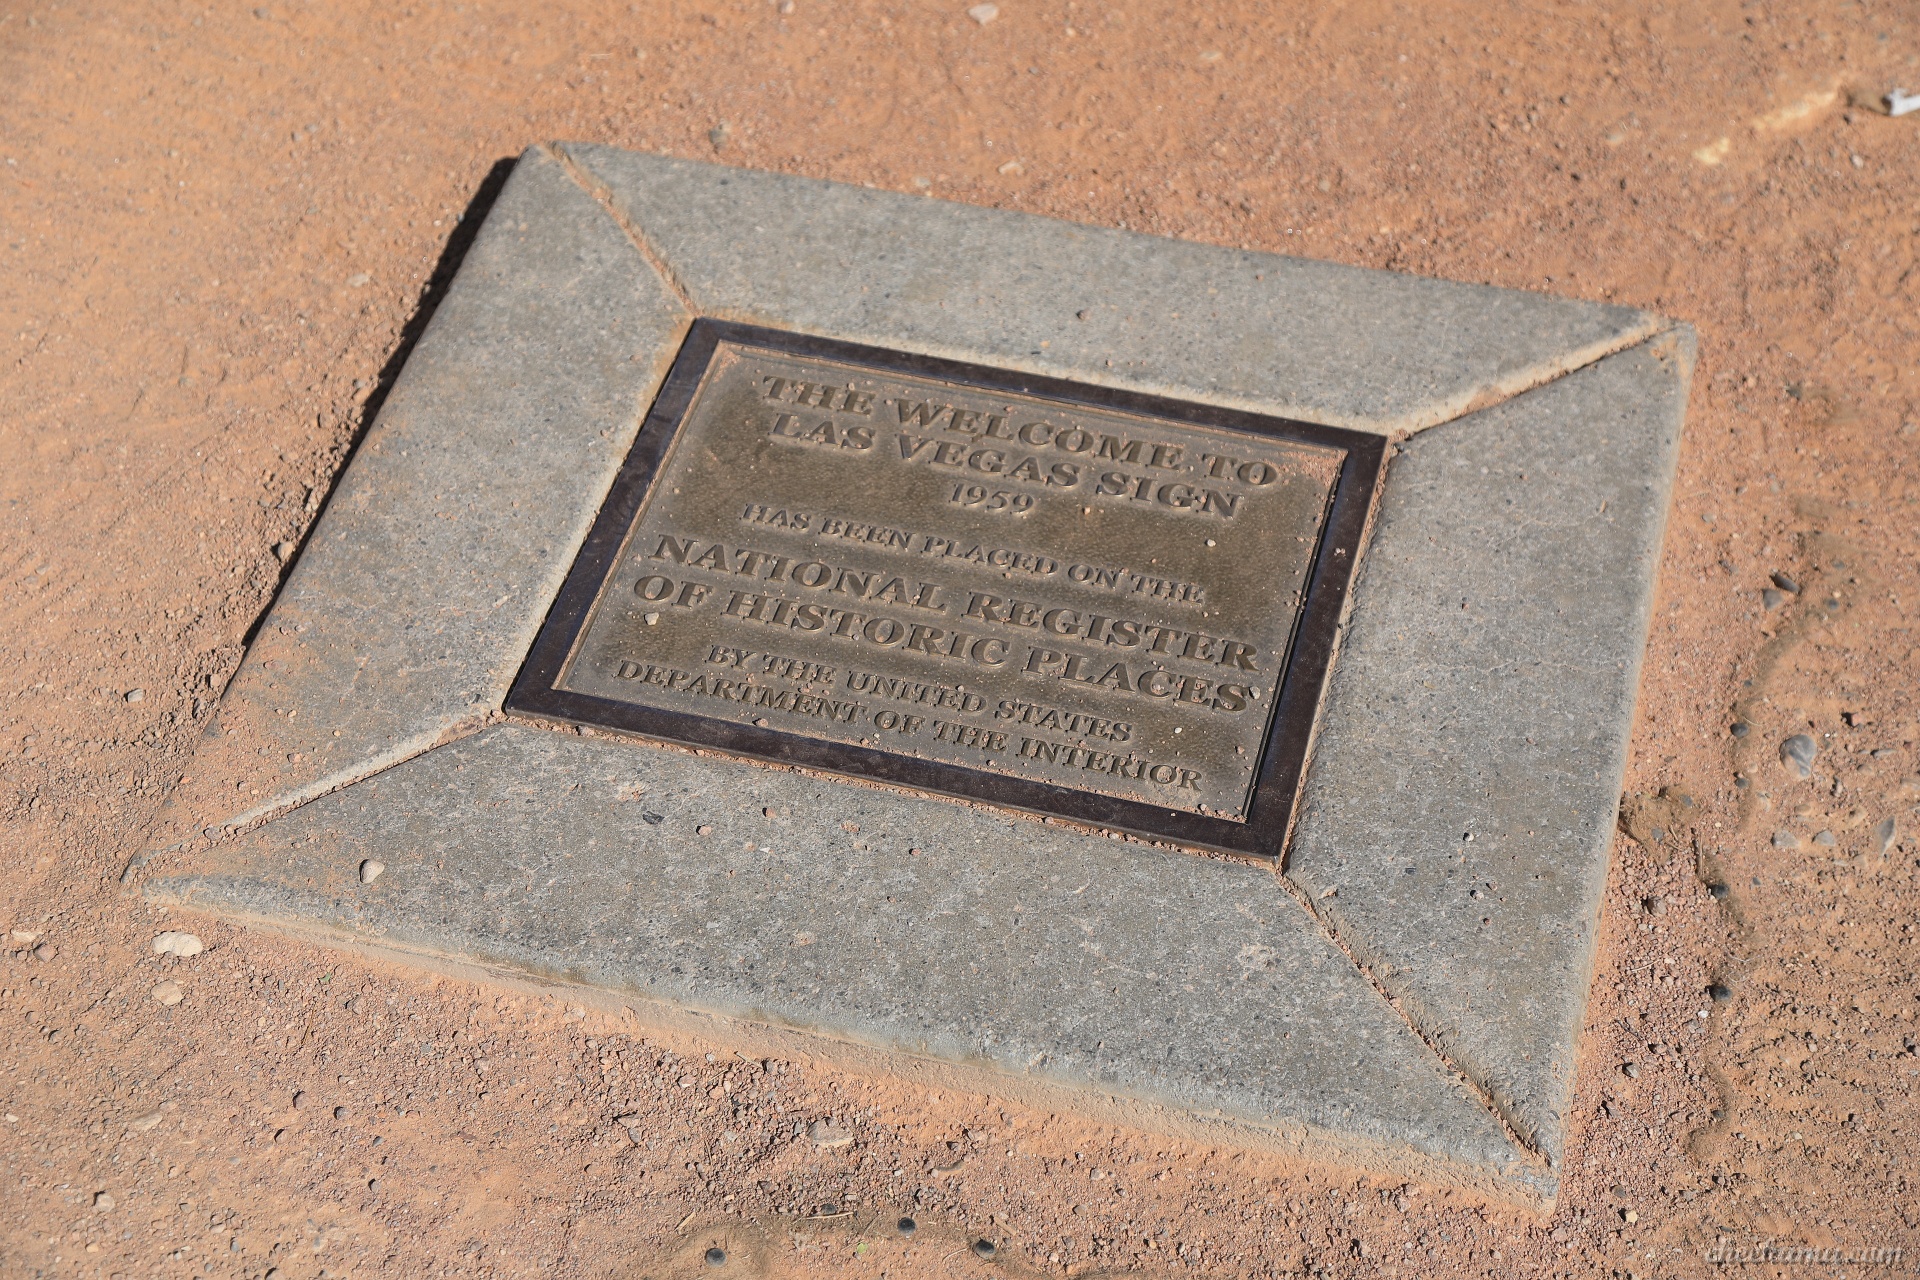 THE WELCOME TO
LAS VEGAS SIGN
1959
HAS BEEN PLACED ON THE
NATIONAL REGISTER
OF HISTORIC PLACES
BY THE UNITED STATES
DEPARTMENT OF THE INTERIOR